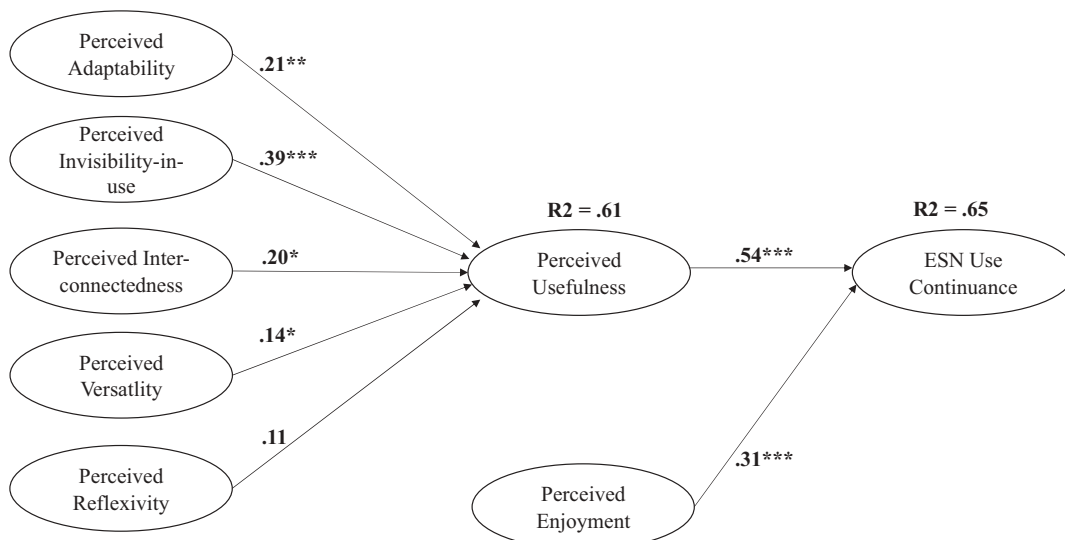 Perceived
Adaptability
.21**
Perceived
Invisibility-in-
use
.39***
Perceived Inter-
connectedness
.20*
Perceived
Versatlity
.14*
Perceived
Reflexivity
.11
R2 = .61
Perceived
Usefulness
.54***
R2 = .65
ESN Use
Continuance
Perceived
Enjoyment
.31***